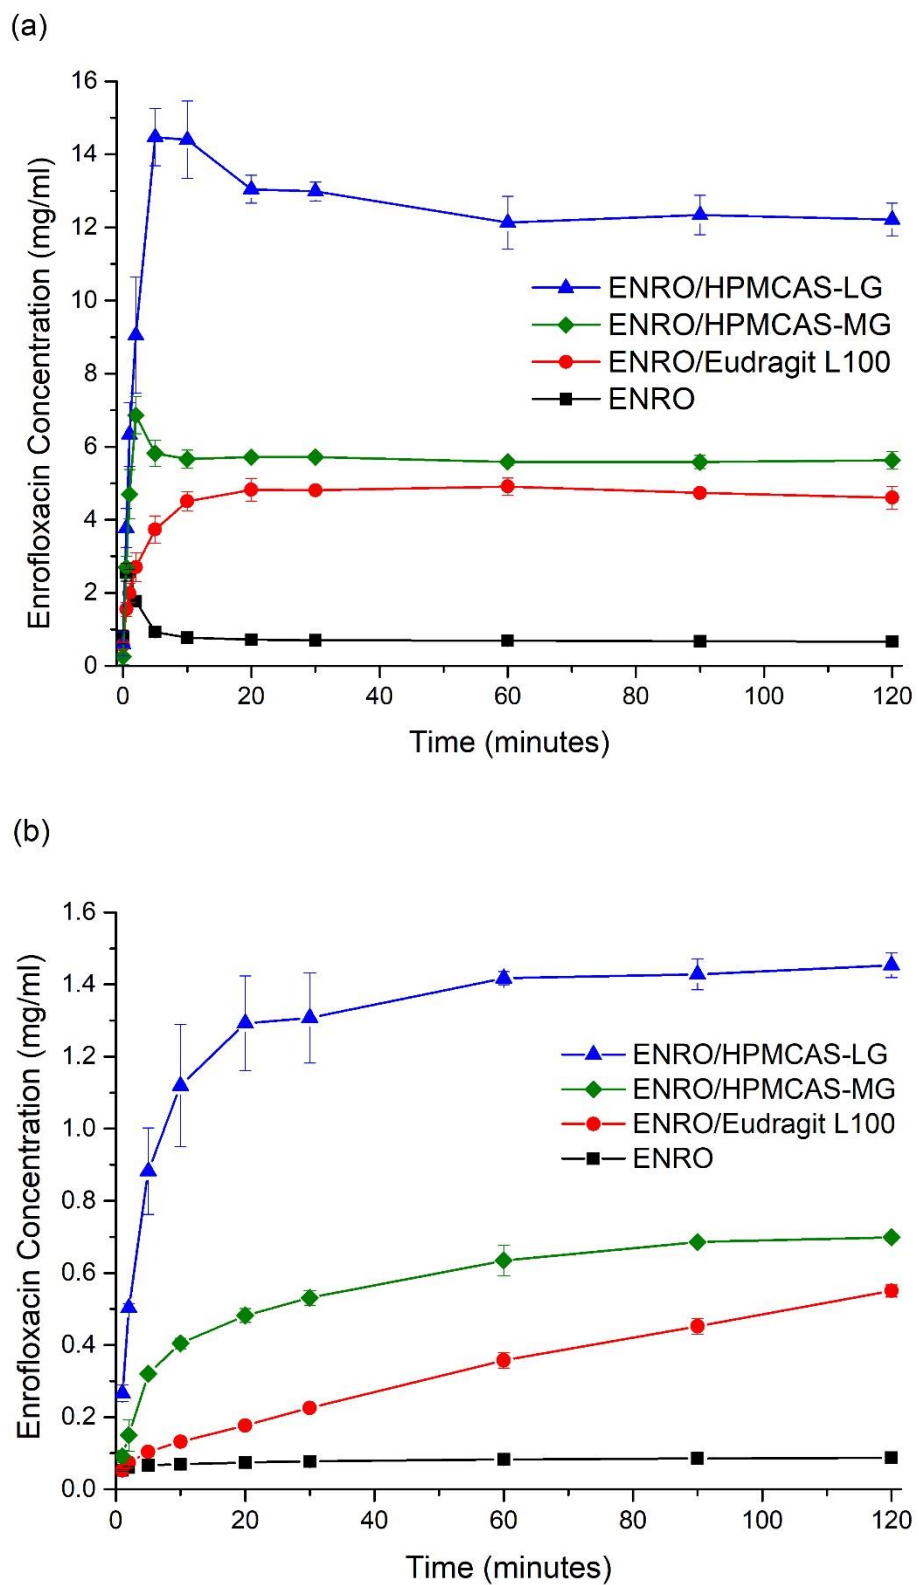 (a)
16
14
12
10
8
6
4
2
0
Enrofloxacin Concentration (mg/ml)
ENRO/HPMCAS-LG
ENRO/HPMCAS-MG
ENRO/Eudragit L100
ENRO
0 20 40 60 80 100 120
Time (minutes)
(b)
1.6
1.4
1.2
1.0
0.8
0.6
0.4
0.2
0.0
Enrofloxacin Concentration (mg/ml)
ENRO/HPMCAS-LG
ENRO/HPMCAS-MG
ENRO/Eudragit L100
ENRO
0 20 40 60 80 100 120
Time (minutes)